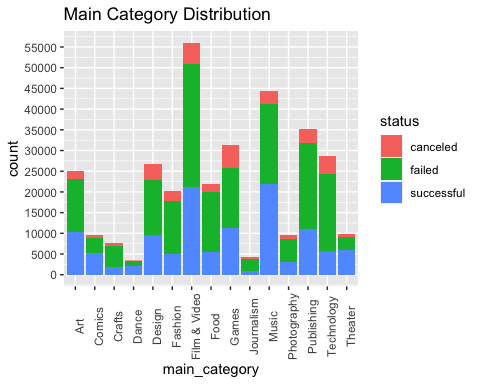 Main Category Distribution
55000
50000
45000
40000
35000
30000
25000
20000
15000
10000
5000
0
count
Art
Comics
Crafts
Dance
Design
Fashion
Film & Video
Food
Games
Journalism
Music
Photography
Publishing
Technology
Theater
main_category
status
canceled
failed
successful